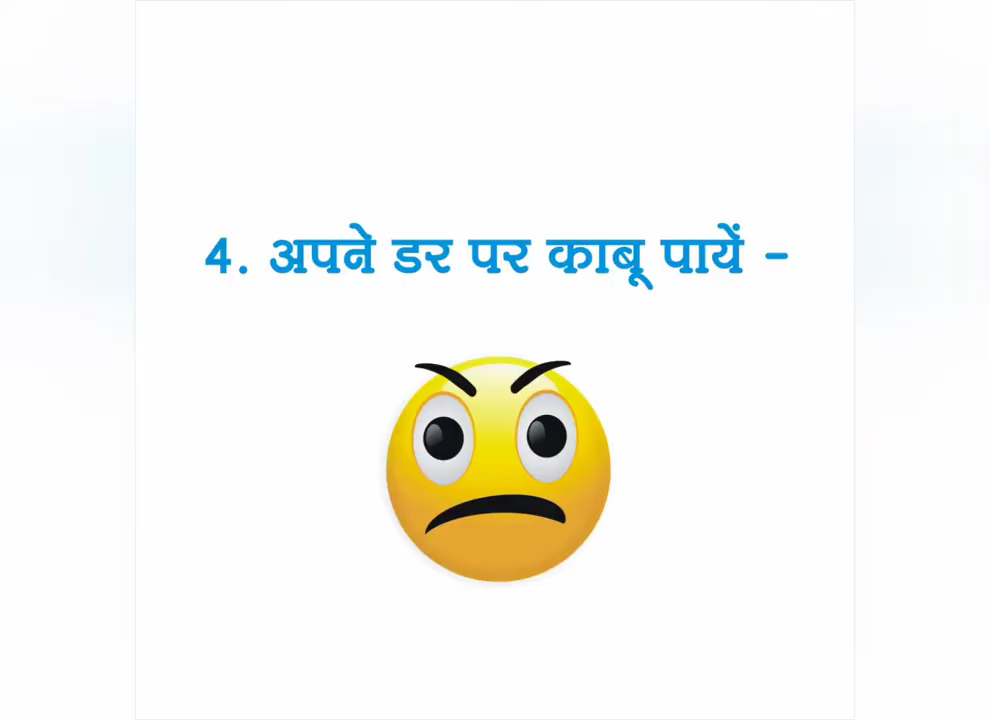 4. अपने डर पर काबू पायें -